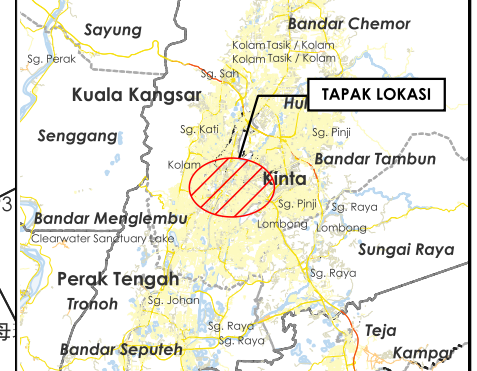 Bandar Chemor
Sayung
Kolam Tasik / Kolam
Kolam Tasik / Kolam
Sg. Perak
Sg. Sah
Kuala Kangsar
TAPAK LOKASI
Sg. Kati
Sg. Pinji
Senggang
Kolam
Bandar Tambun
Kinta
Sg. Pinji
Sg. Raya
Bandar Menglembu
Lombong
Lombong
Clearwater Sanctuary Lake
Sungai Raya
Perak Tengah
Sg. Raya
Tronoh
Sg. Johan
Sg. Raya
Teja
Sg. Raya
Bandar Seputeh
Kampar